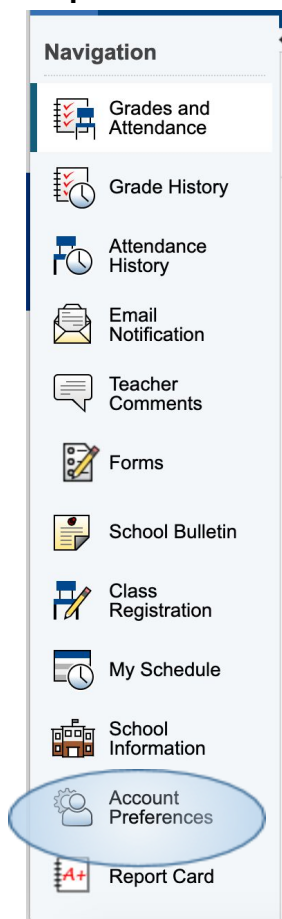 Navigation
Grades and
Attendance
Grade History
Attendance
History
Email
Notification
Teacher
Comments
Forms
School Bulletin
Class
Registration
My Schedule
School
Information
Account
Preferences
A+
Report Card